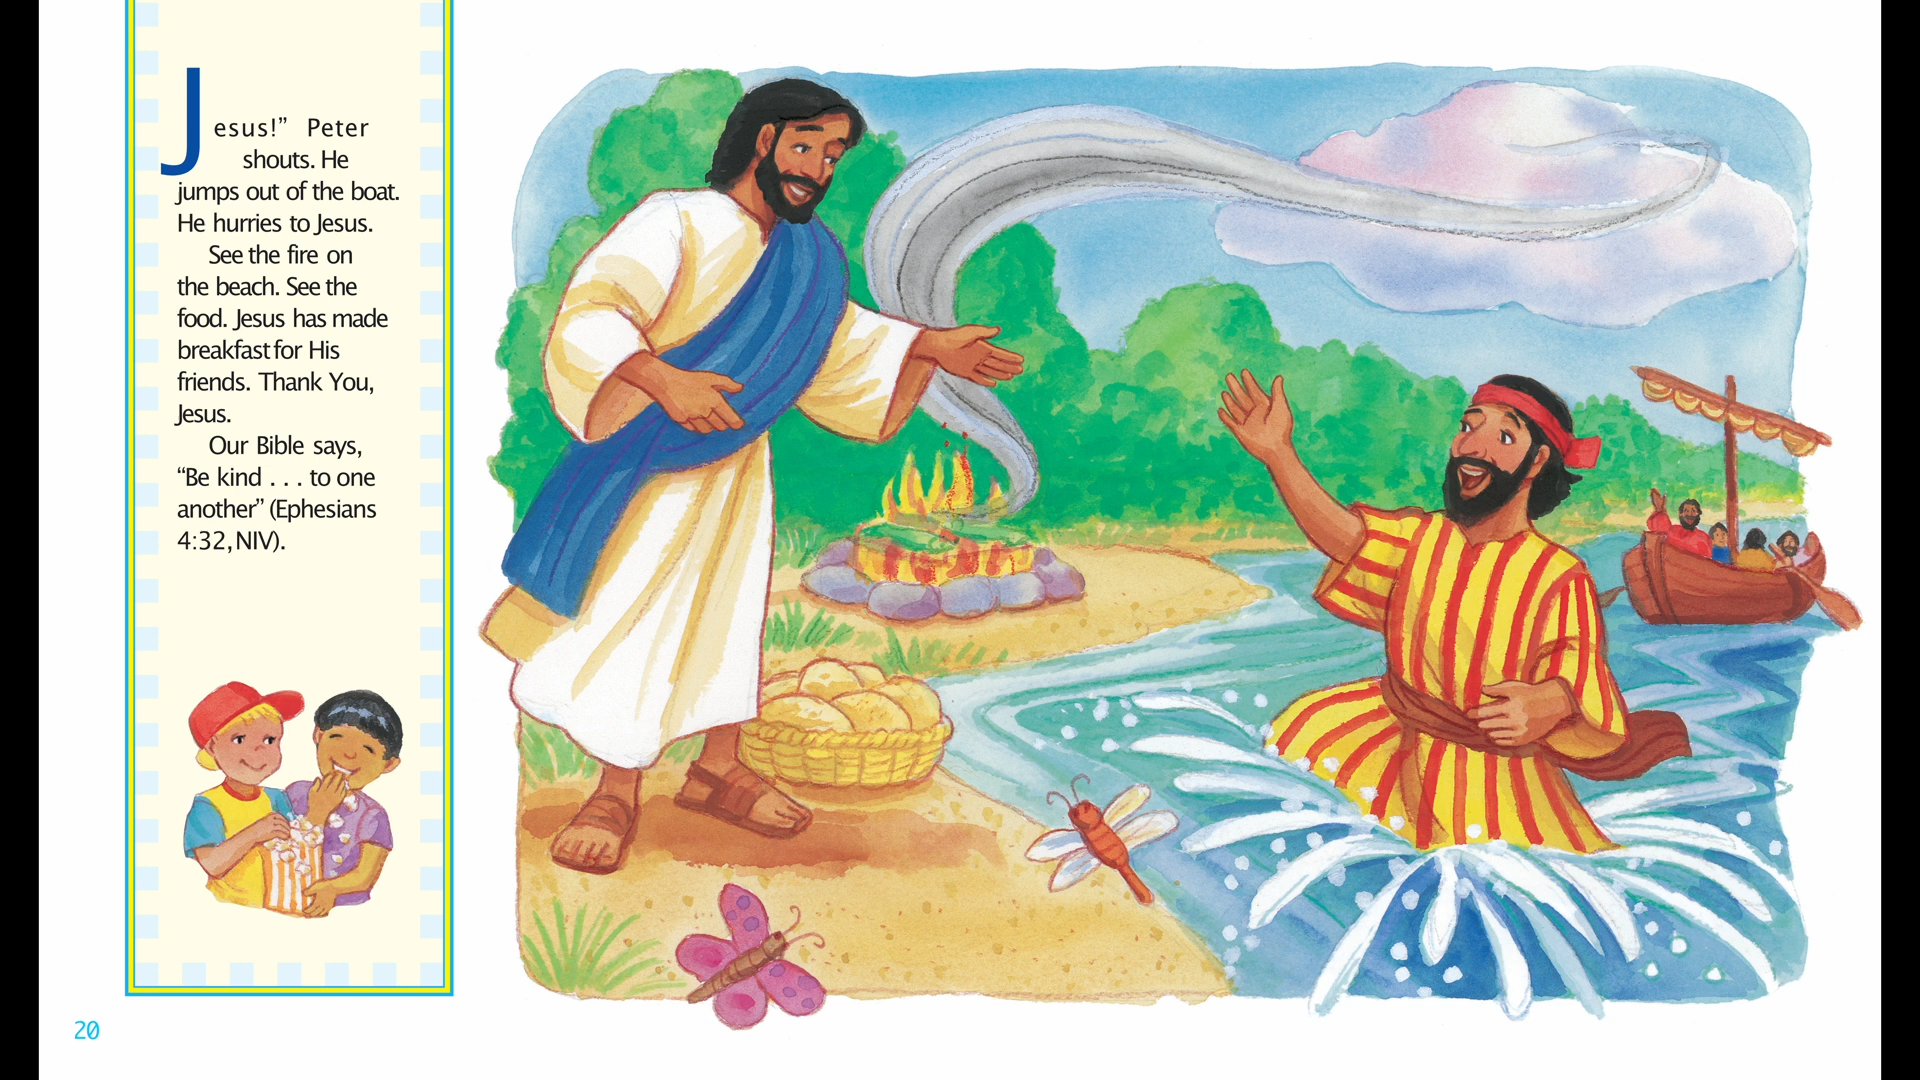 Jesus!” Peter
shouts. He
jumps out of the boat.
He hurries to Jesus.
See the fire on
the beach. See the
food. Jesus has made
breakfast for His
friends. Thank You,
Jesus.
Our Bible says,
“Be kind . . . to one
another” (Ephesians
4:32, NIV).
20